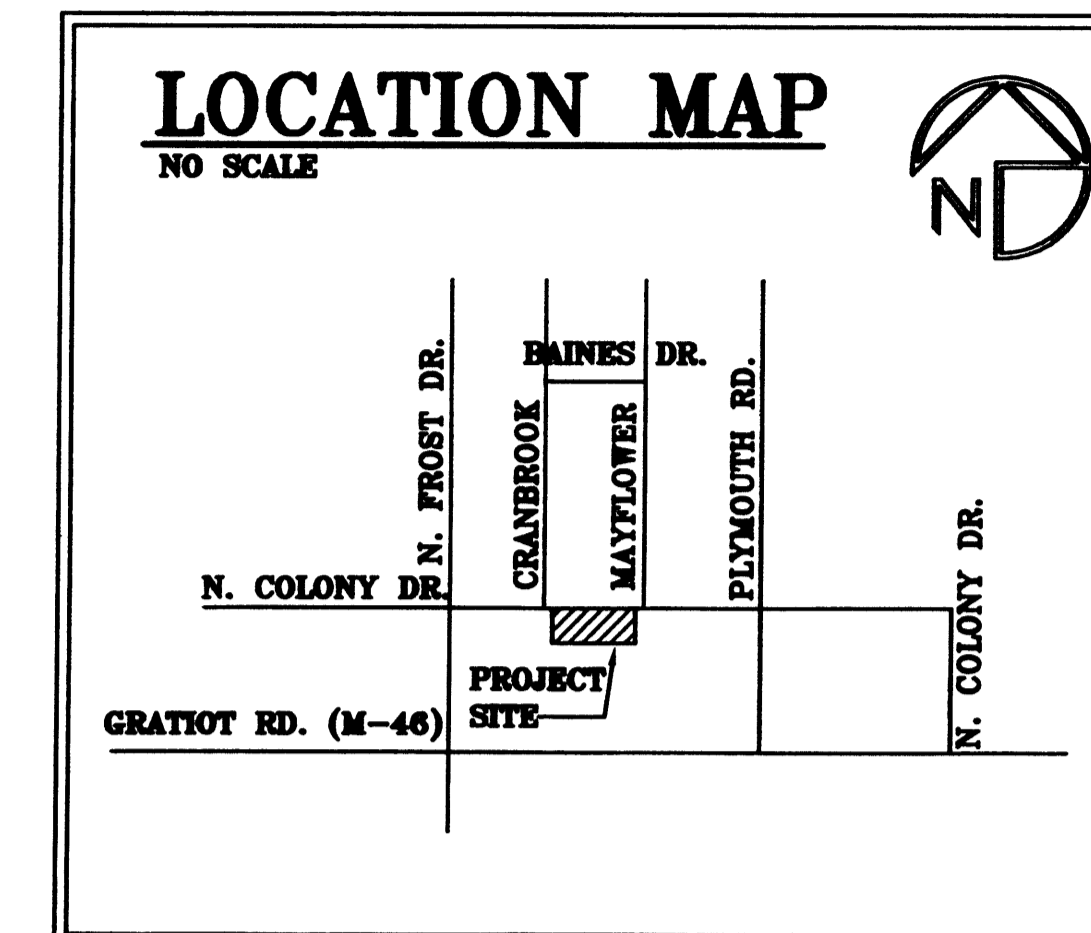 LOCATION MAP
NO SCALE
N
BAINES DR.
N. FROST DR.
CRANBROOK
MAYFLOWER
PLYMOUTH RD.
N. COLONY DR.
N. COLONY DR.
PROJECT
SITE
GRATIOT RD. (M-46)